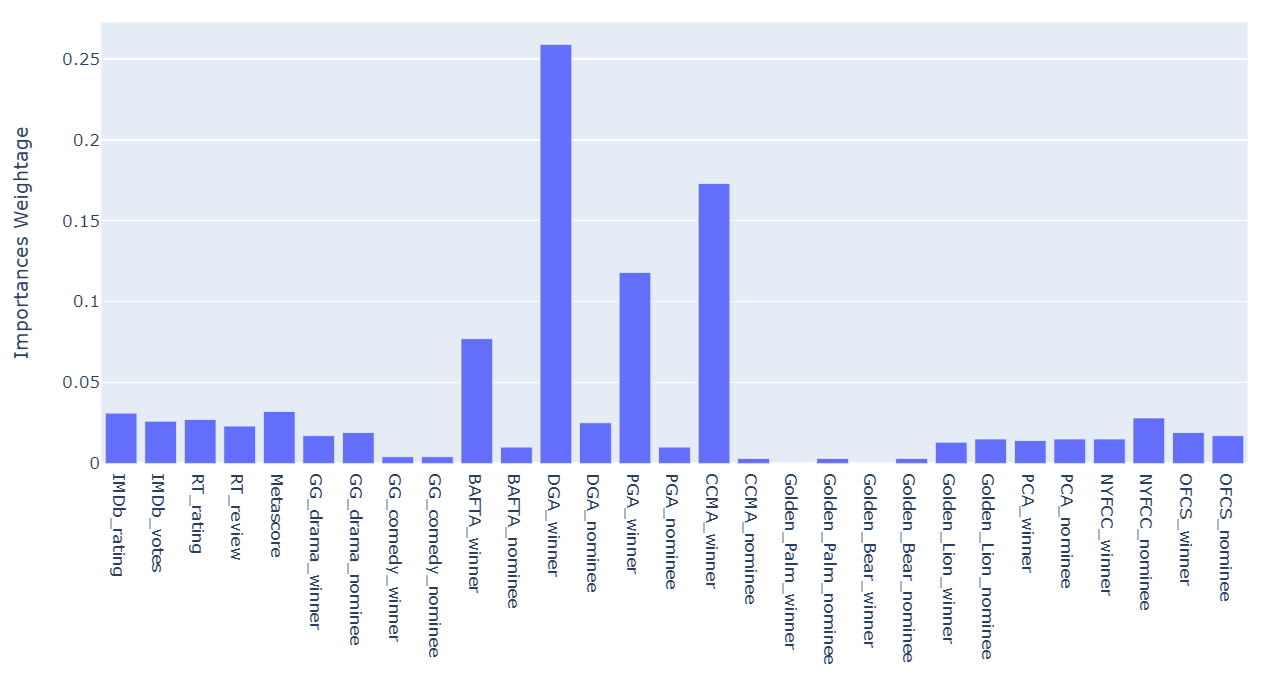 Importances Weightage
0.25
0.2
0.15
0.1
0.05
0
IMDb_rating
IMDb_votes
RT_rating
RT_review
Metascore
GG_drama_winner
GG_drama_nominee
GG_comedy_winner
GG_comedy_nominee
BAFTA_winner
BAFTA_nominee
DGA_winner
DGA_nominee
PGA_winner
PGA_nominee
CCMA_winner
CCMA_nominee
Golden_Palm_winner
Golden_Palm_nominee
Golden_Bear_winner
Golden_Bear_nominee
Golden_Lion_winner
Golden_Lion_nominee
PCA_winner
PCA_nominee
NYFCC_winner
NYFCC_nominee
OFCS_winner
OFCS_nominee